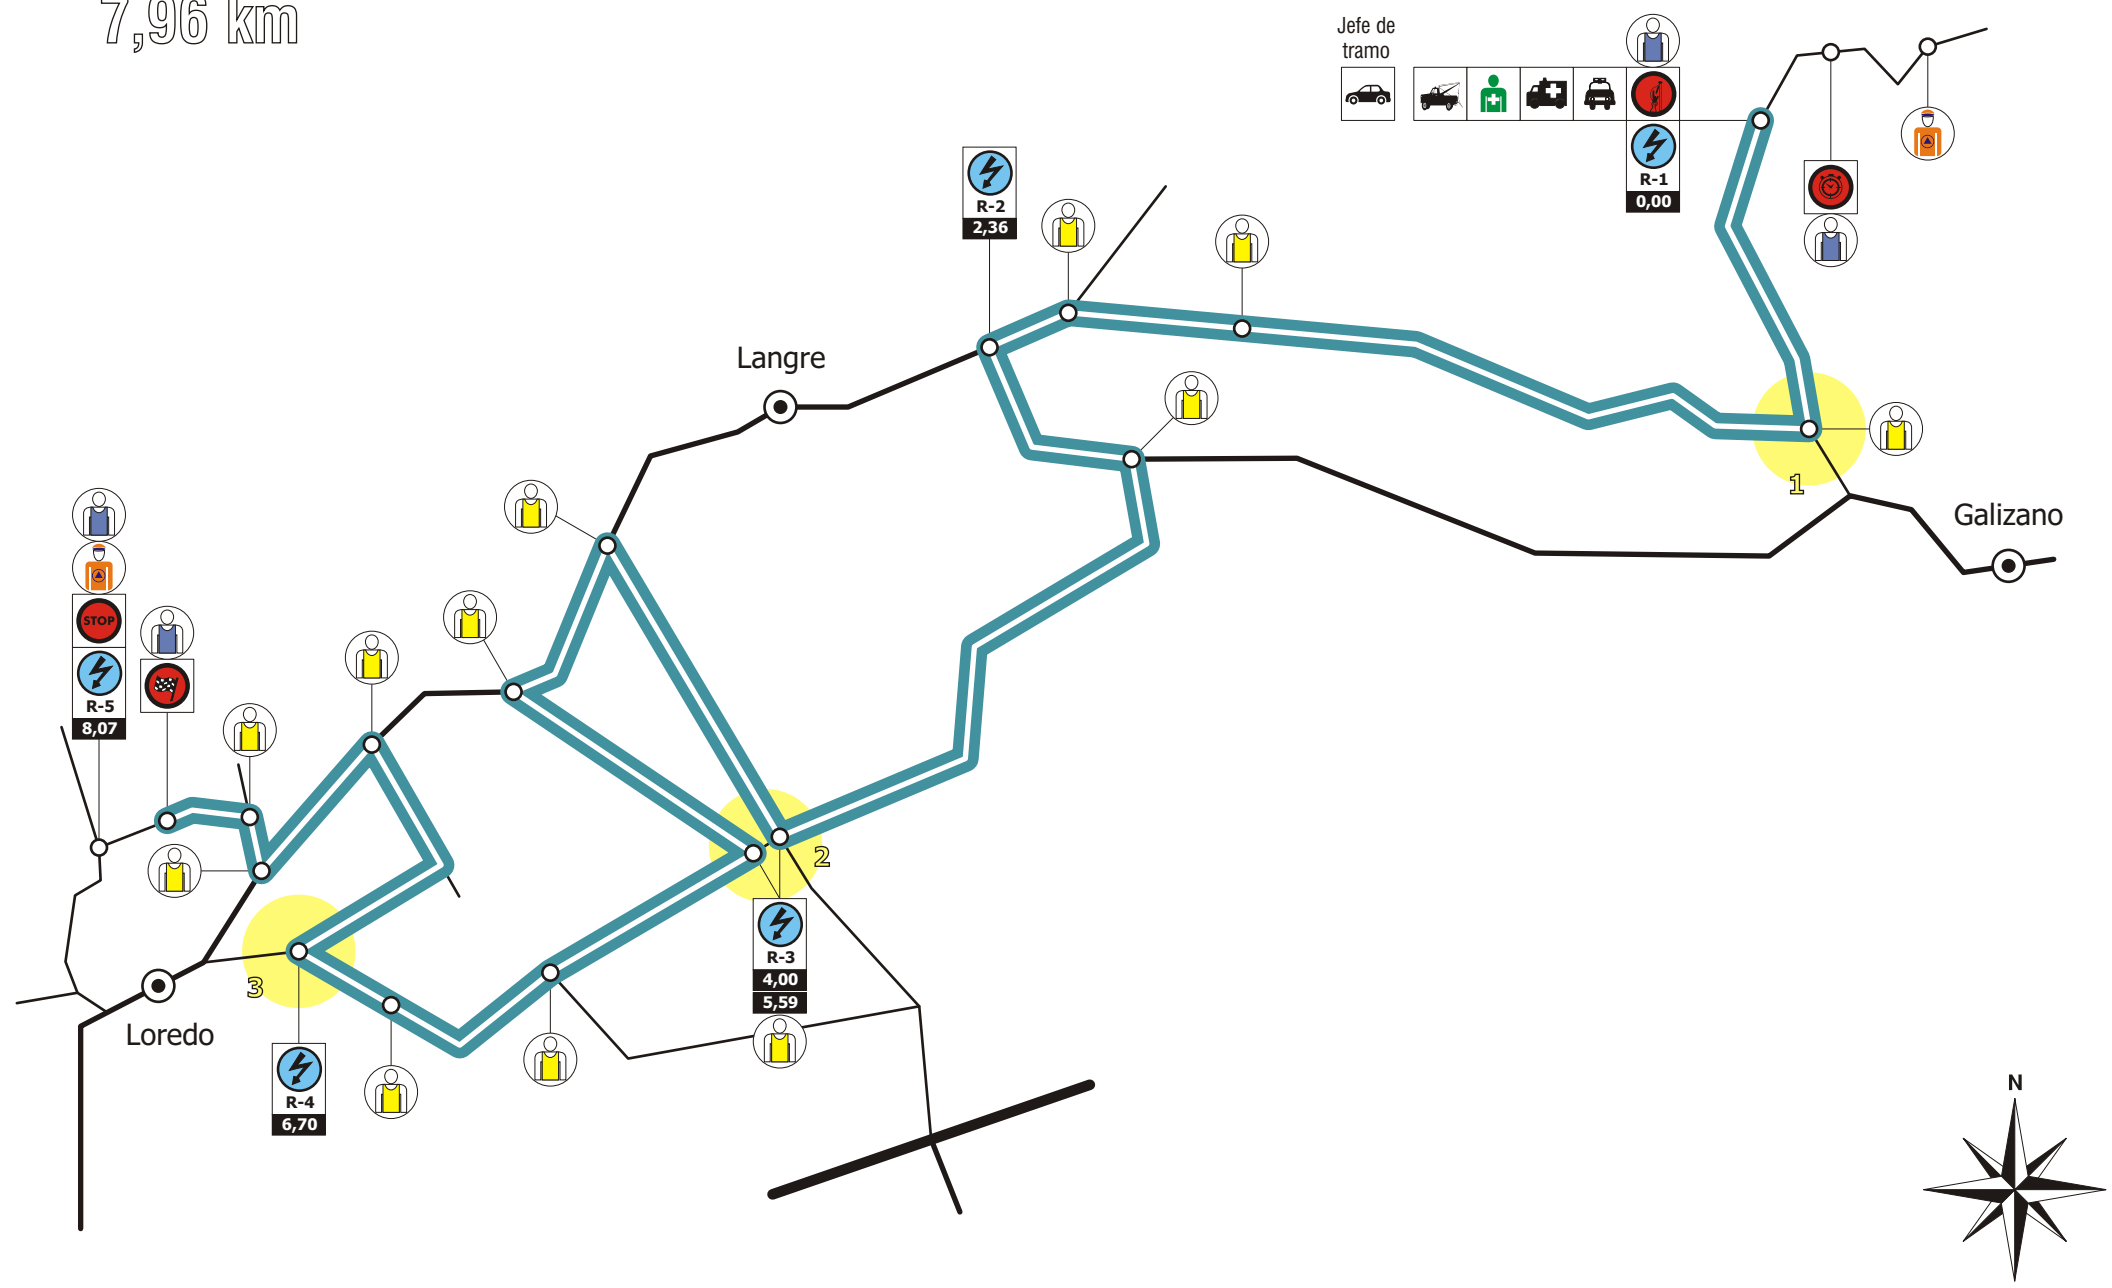 7,96 km
Jefe de
tramo
R-1
0,00
R-2
2,36
Langre
1
Galizano
STOP
R-5
8,07
2
R-3
4,00
5,59
3
Loredo
R-4
6,70
N